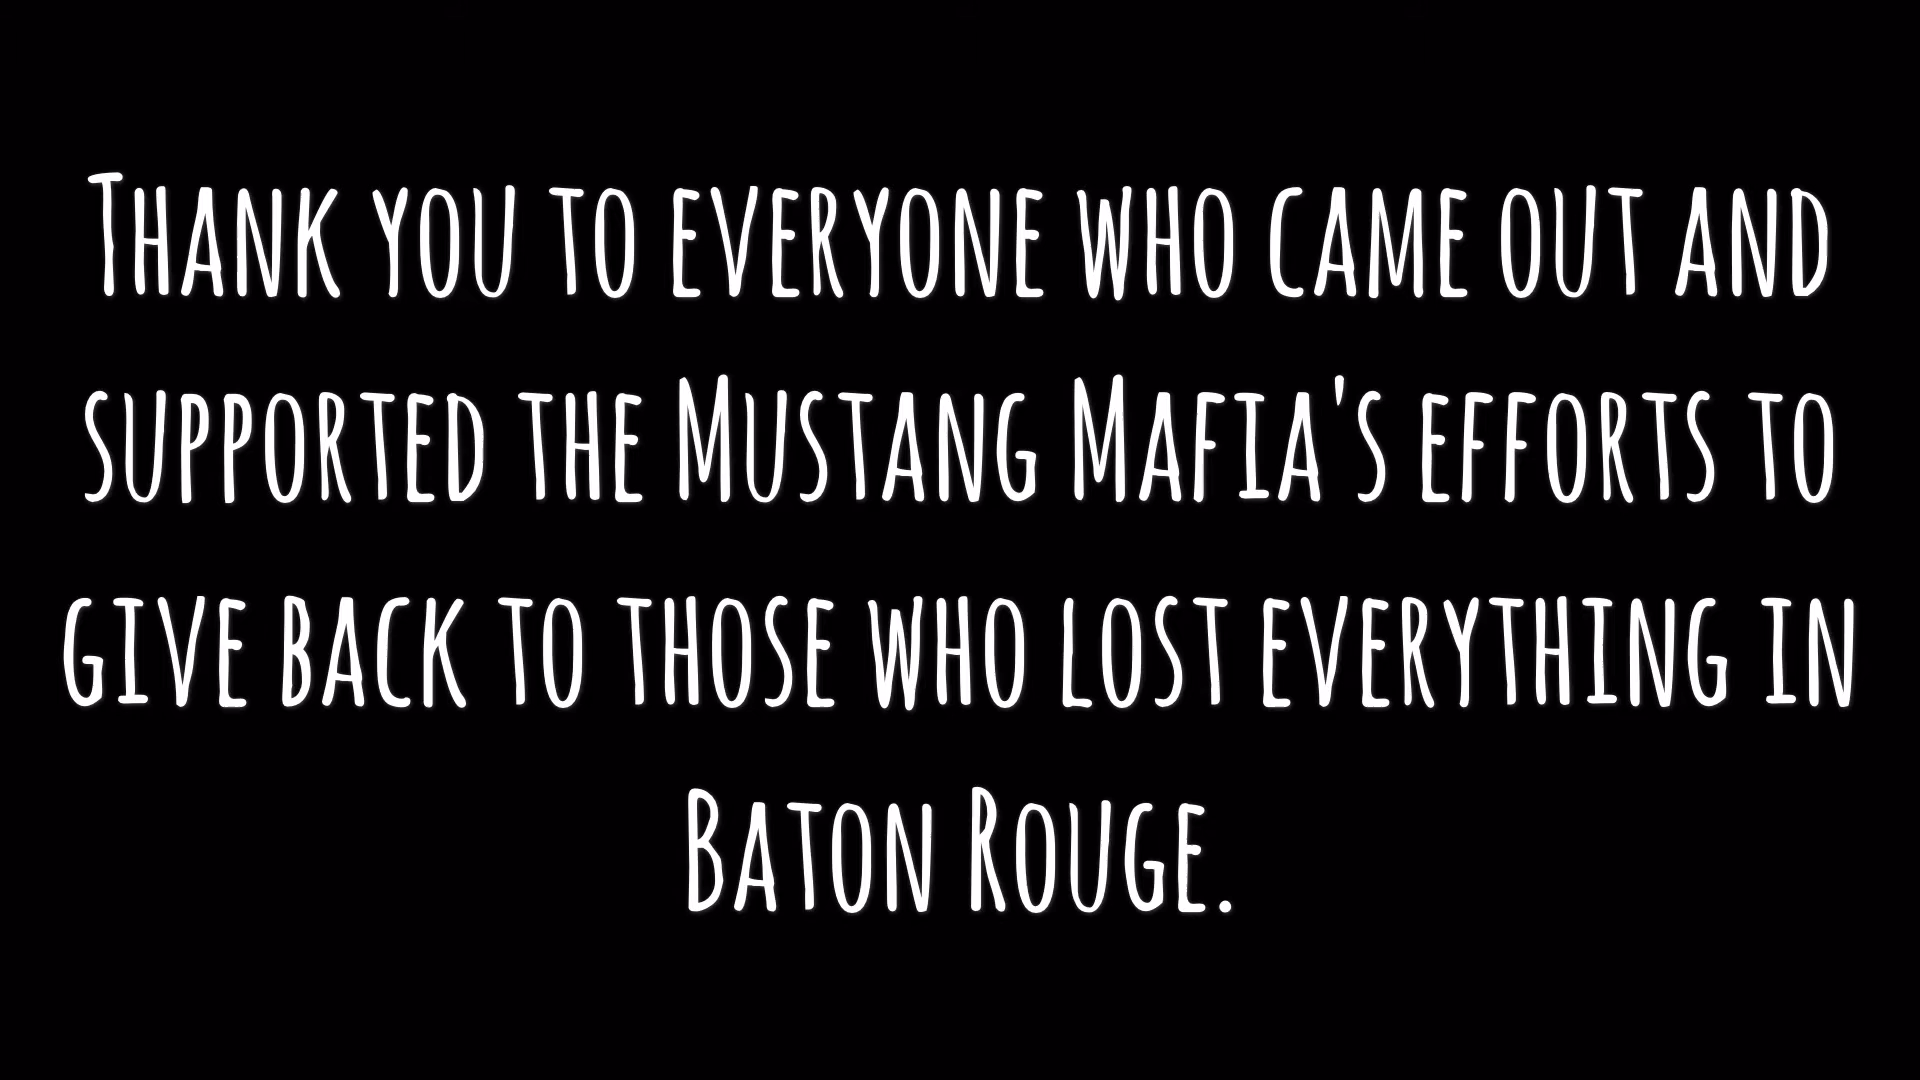 Thank you to everyone who came out and
supported the Mustang Mafia's efforts to
give back to those who lost everything in
Baton Rouge.